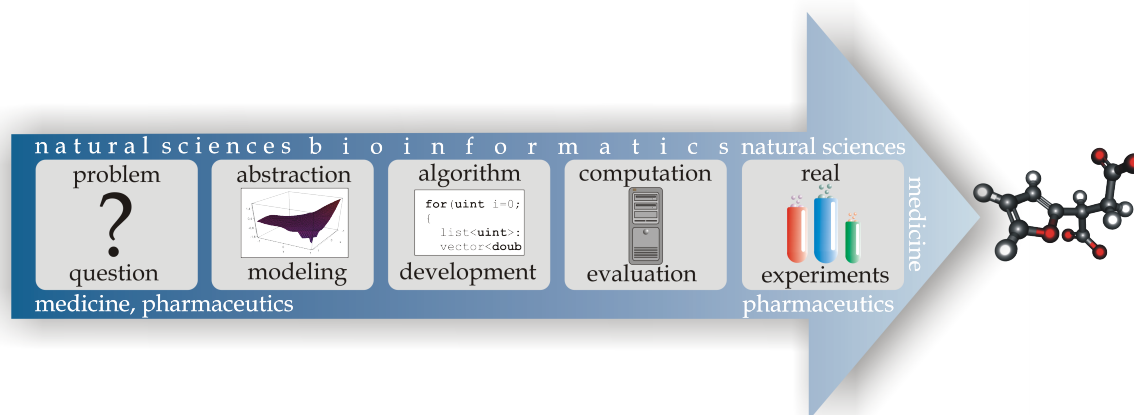 natural sciences bioinformatics natural sciences
problem
?
question
abstraction
modeling
algorithm
for(uint i=0;
{
list<uint>:
vector<doub
development
computation
evaluation
real
experiments
medicine
medicine, pharmaceutics
pharmaceutics